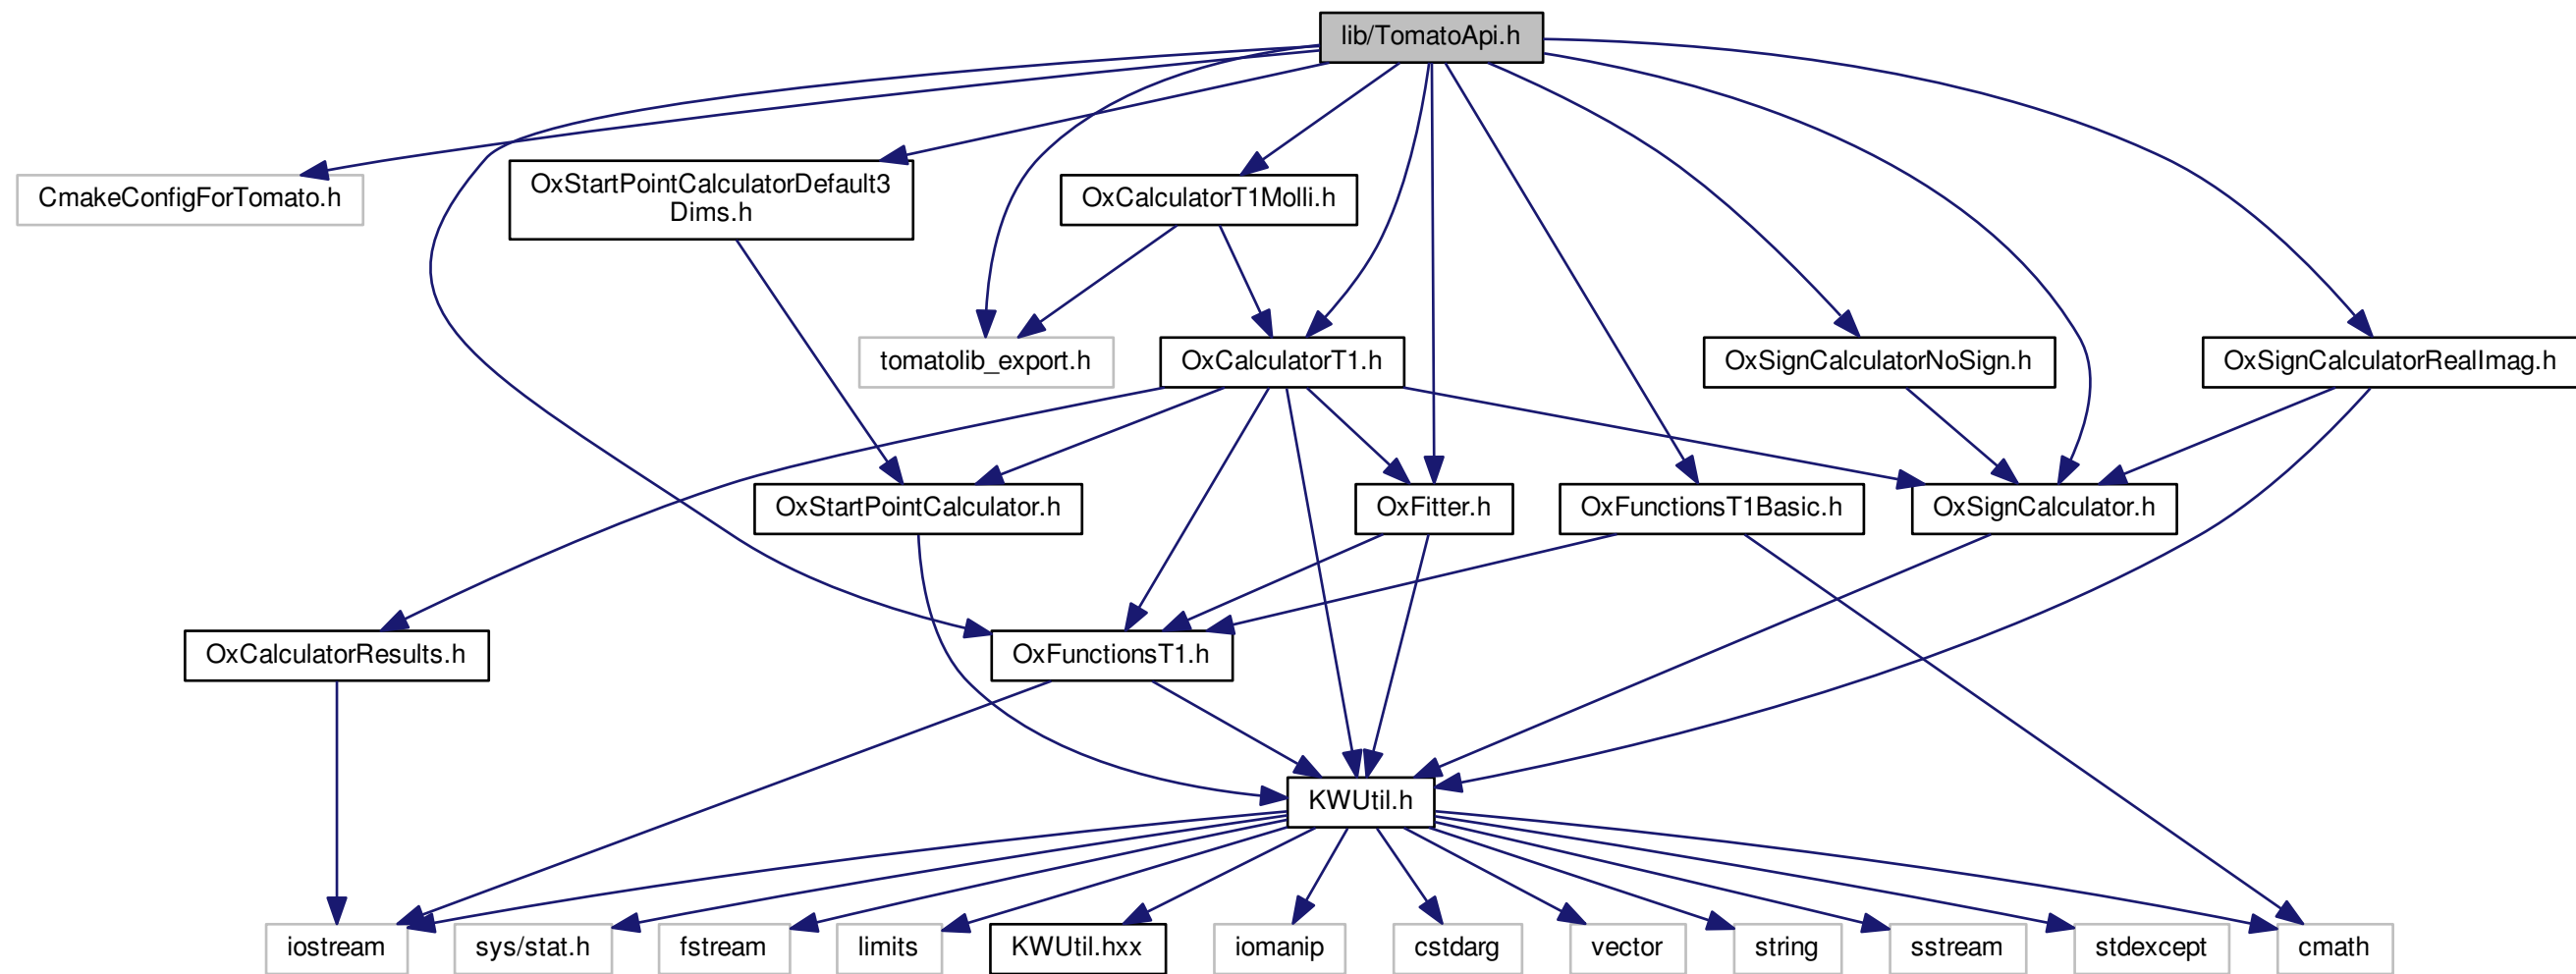 lib/TomatoApi.h
CmakeConfigForTomato.h
OxStartPointCalculatorDefault3
Dims.h
OxCalculatorT1Molli.h
tomatolib_export.h
OxCalculatorT1.h
OxSignCalculatorNoSign.h
OxSignCalculatorRealImag.h
OxStartPointCalculator.h
OxFitter.h
OxFunctionsT1Basic.h
OxSignCalculator.h
OxCalculatorResults.h
OxFunctionsT1.h
KWUtil.h
iostream
sys/stat.h
fstream
limits
KWUtil.hxx
iomanip
cstdarg
vector
string
sstream
stdexcept
cmath